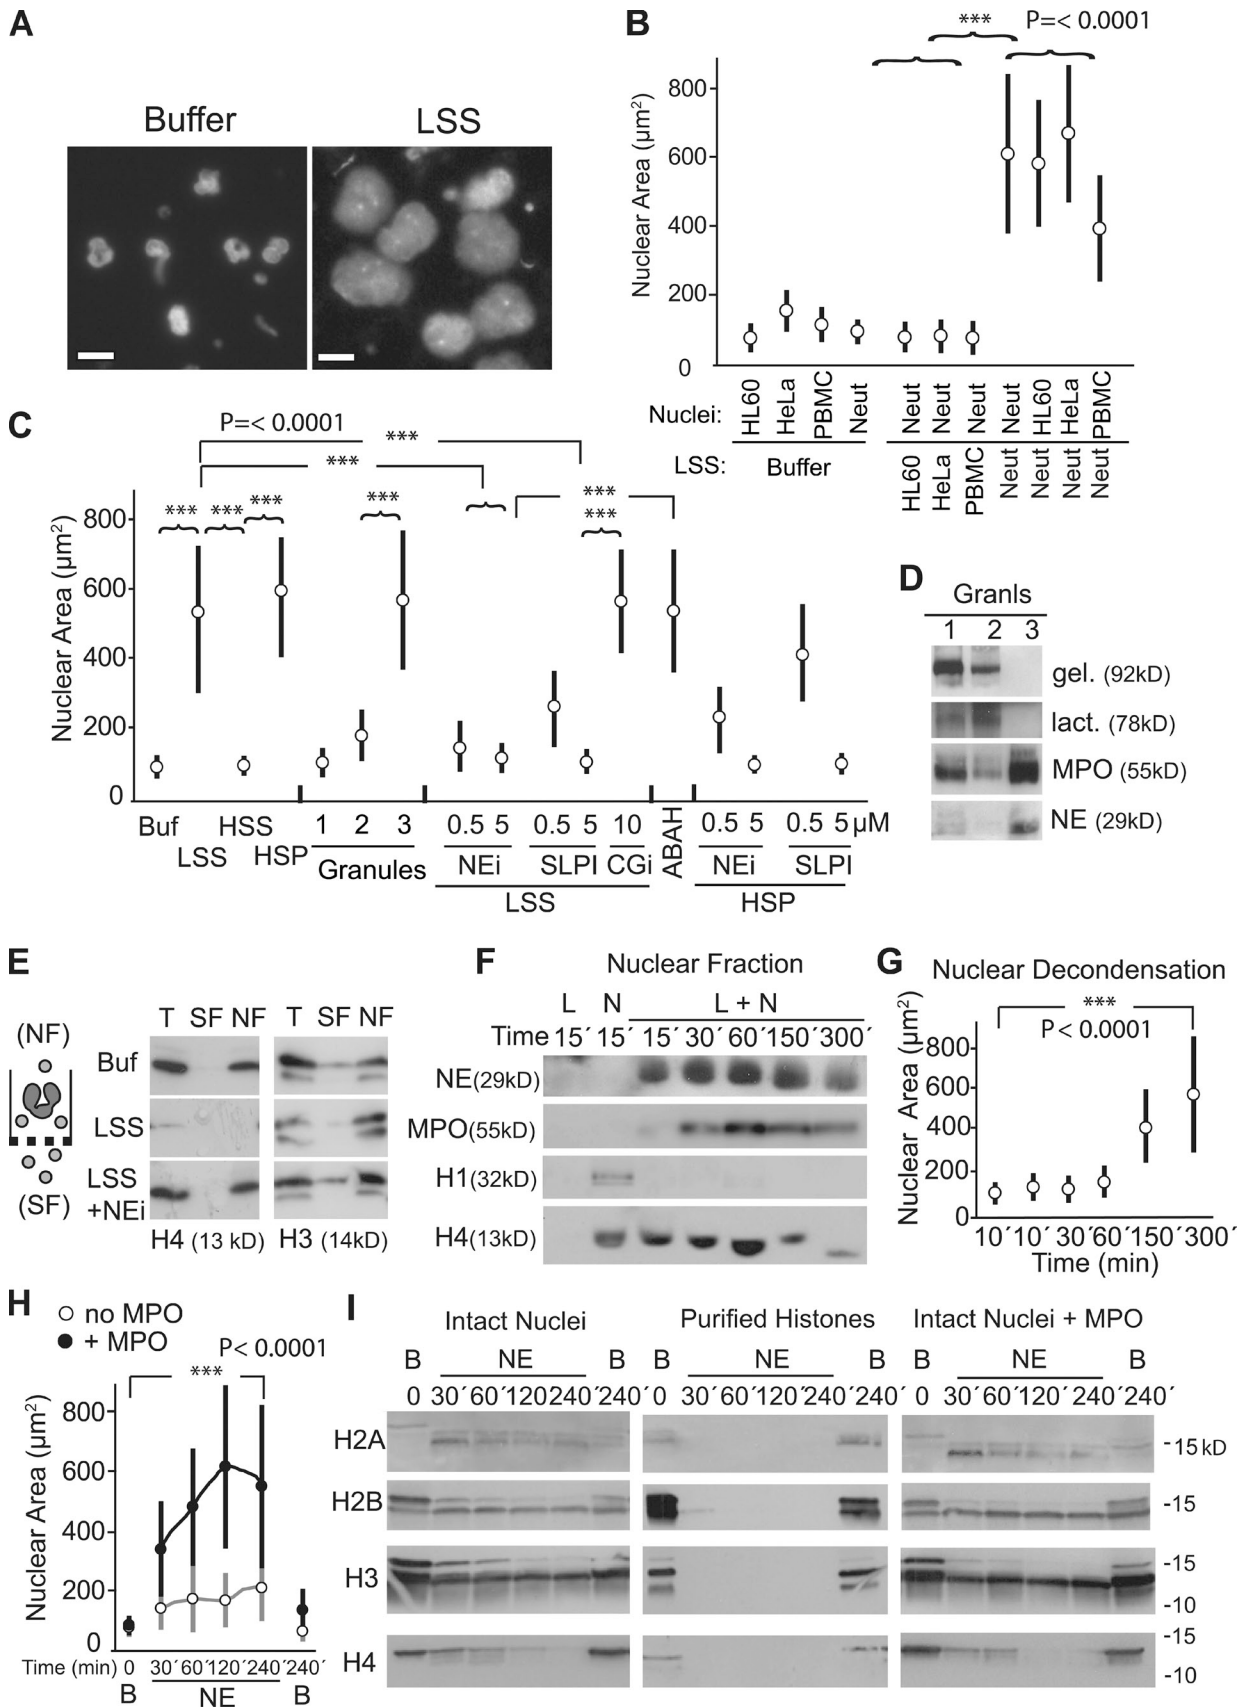 A
Buffer
LSS
B
*** P=< 0.0001
Nuclear Area (µm²)
800
600
400
200
0
Nuclei:
HL60
HeLa
PBMC
Neut
Neut
Neut
Neut
Neut
HL60
HeLa
PBMC
LSS:
Buffer
HL60
HeLa
PBMC
Neut
Neut
Neut
Neut
C
P=< 0.0001
***
***
***
***
***
***
***
***
Nuclear Area (µm²)
800
600
400
200
0
Buf
LSS
HSS
HSP
1 2 3
Granules
0.5 5
NEi
0.5 5
SLPI
10
CGi
LSS
ABAH
0.5 5
NEi
0.5 5 µM
SLPI
HSP
D
Granls
1 2 3
gel. (92kD)
lact. (78kD)
MPO (55kD)
NE (29kD)
E
(NF)
(SF)
T SF NF T SF NF
Buf
LSS
LSS
+NEi
H4 (13 kD) H3 (14kD)
F
Nuclear Fraction
L N L + N
Time 15´ 15´ 15´ 30´ 60´ 150´ 300´
NE(29kD)
MPO(55kD)
H1(32kD)
H4(13kD)
G
Nuclear Decondensation
***
P< 0.0001
Nuclear Area (µm²)
800
600
400
200
0
10´ 10´ 30´ 60´ 150´ 300´
Time (min)
H
no MPO
+ MPO
P< 0.0001
***
Nuclear Area (µm²)
800
600
400
200
0
Time (min) 0 30´ 60´ 120´ 240´ 240´
B NE B
I
Intact Nuclei Purified Histones Intact Nuclei + MPO
B NE B B NE B B NE B
0 30´ 60´ 120´ 240´ 240´ 0 30´ 60´ 120´ 240´ 240´ 0 30´ 60´ 120´ 240´ 240´
H2A -15 kD
H2B -15
H3 -15
-10
H4 -15
-10